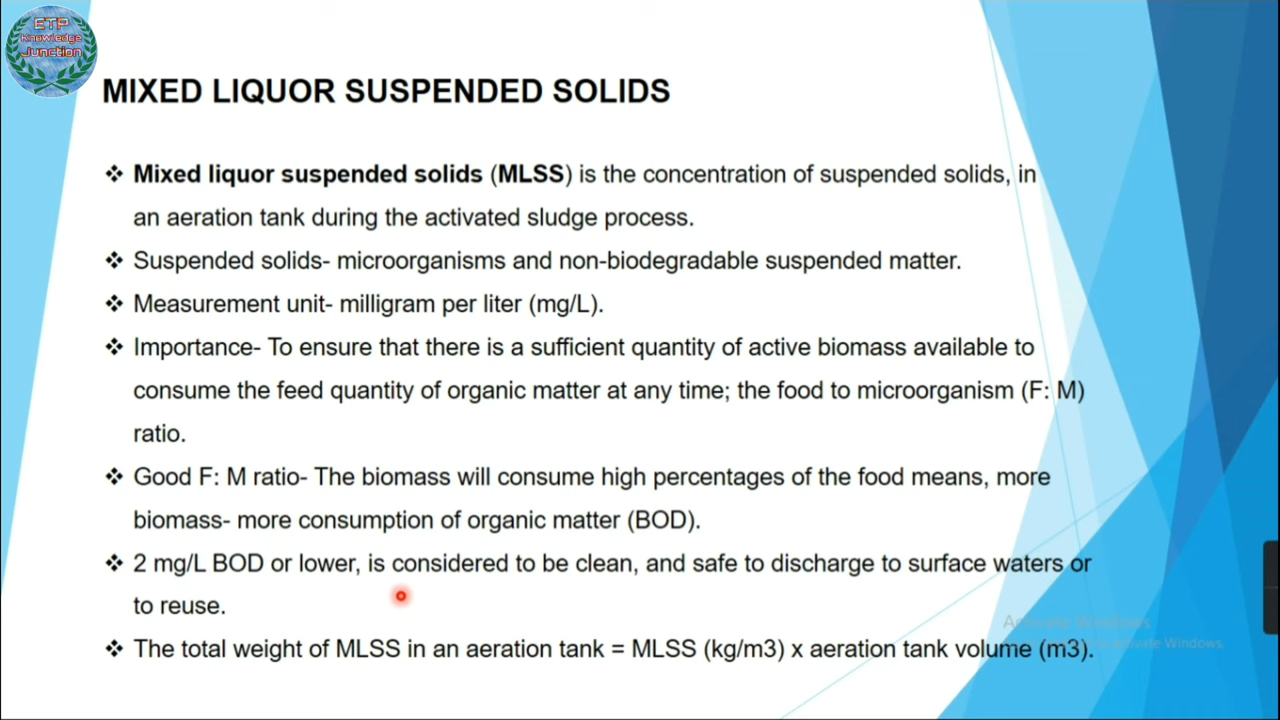 ETP
Knowledge
Junction
MIXED LIQUOR SUSPENDED SOLIDS
❖ Mixed liquor suspended solids (MLSS) is the concentration of suspended solids, in
an aeration tank during the activated sludge process.
❖ Suspended solids- microorganisms and non-biodegradable suspended matter.
❖ Measurement unit- milligram per liter (mg/L).
❖ Importance- To ensure that there is a sufficient quantity of active biomass available to
consume the feed quantity of organic matter at any time; the food to microorganism (F: M)
ratio.
❖ Good F: M ratio- The biomass will consume high percentages of the food means, more
biomass- more consumption of organic matter (BOD).
❖ 2 mg/L BOD or lower, is considered to be clean, and safe to discharge to surface waters or
to reuse.
Activate Windows
❖ The total weight of MLSS in an aeration tank = MLSS (kg/m3) x aeration tank volume (m3).
activate Windows.